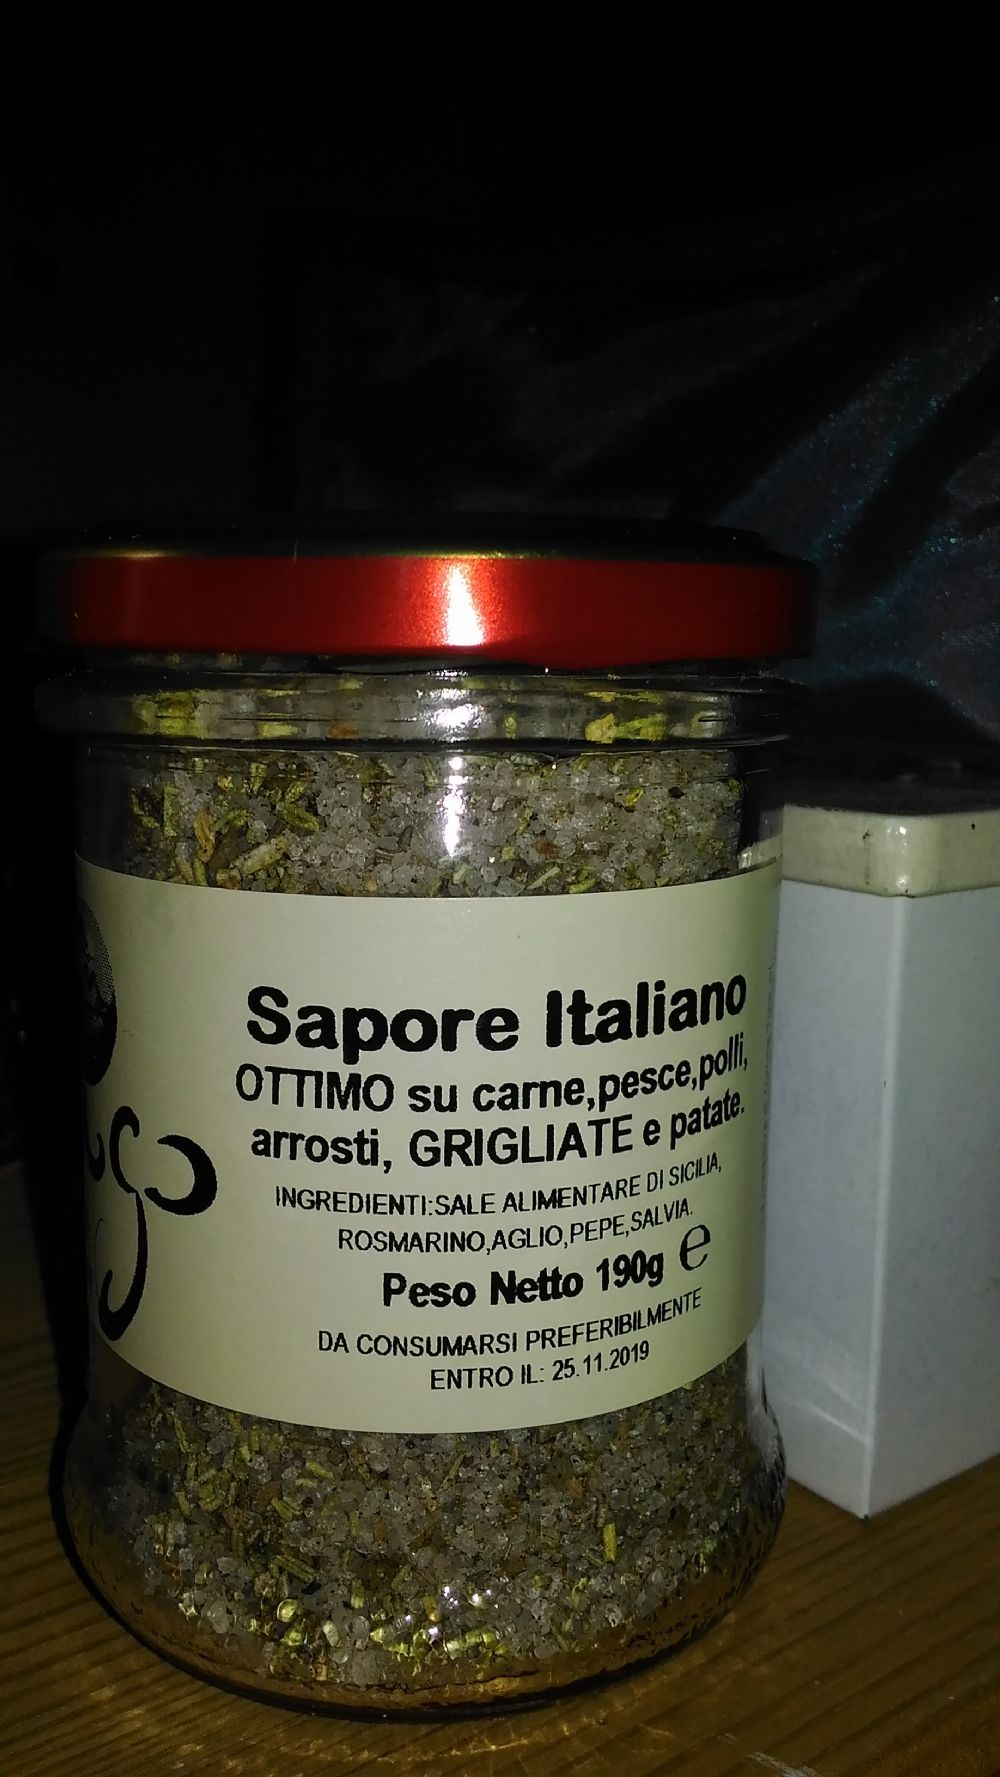 Sapore Italiano
OTTIMO su carne,pesce,polli,
arrosti, GRIGLIATE e patate.
INGREDIENTI:SALE ALIMENTARE DI SICILIA,
ROSMARINO,AGLIO,PEPE,SALVIA.
Peso Netto 190g ℮
DA CONSUMARSI PREFERIBILMENTE
ENTRO IL: 25.11.2019